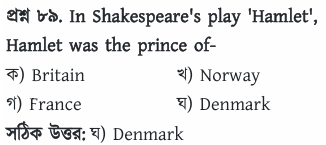 প্রশ্ন ৮৯. In Shakespeare's play 'Hamlet',
Hamlet was the prince of-
ক) Britain খ) Norway
গ) France ঘ) Denmark
সঠিক উত্তর: ঘ) Denmark